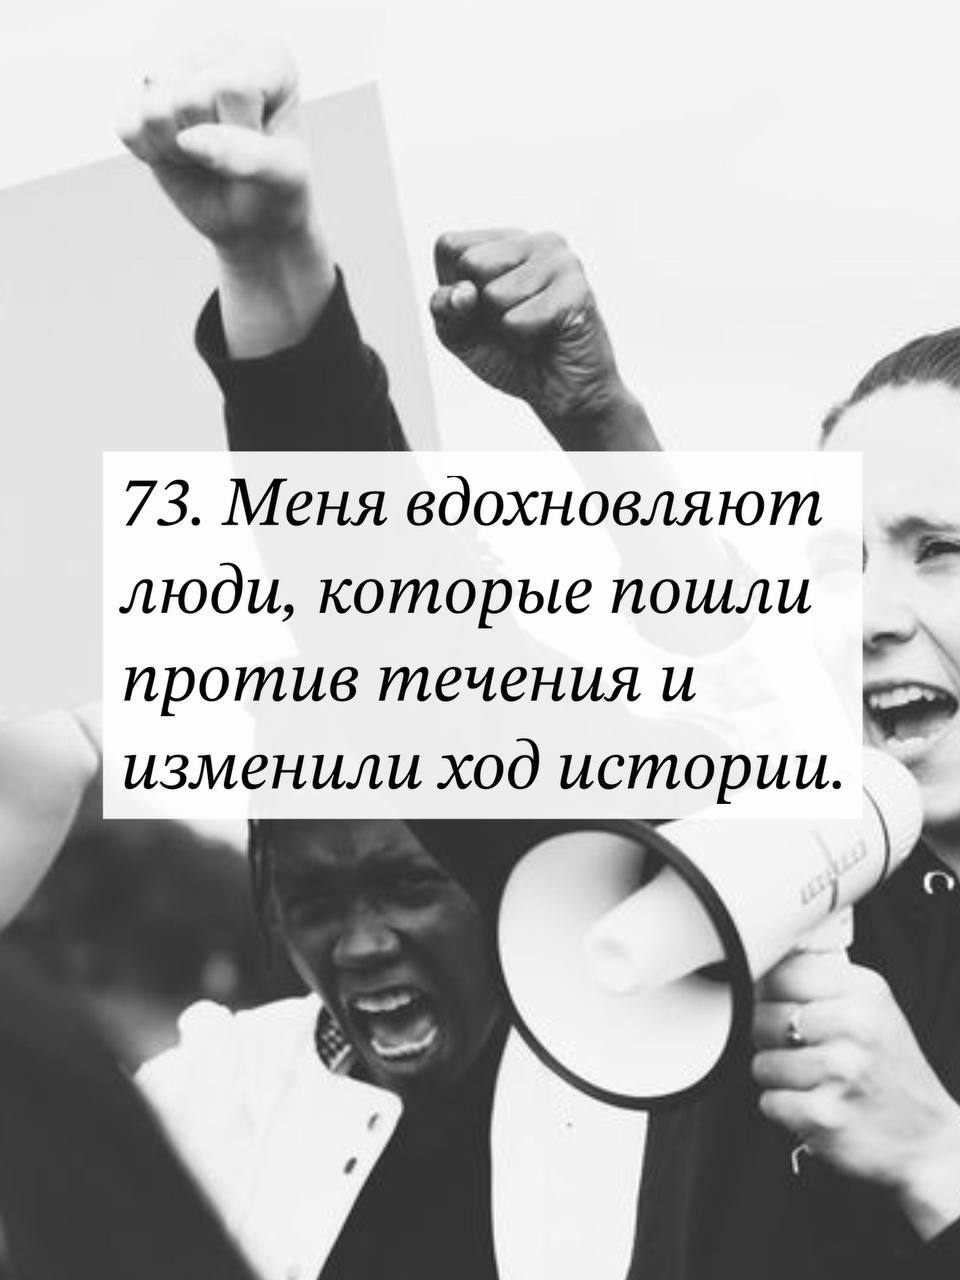 73. Меня вдохновляют
люди, которые пошли
против течения и
изменили ход истории.